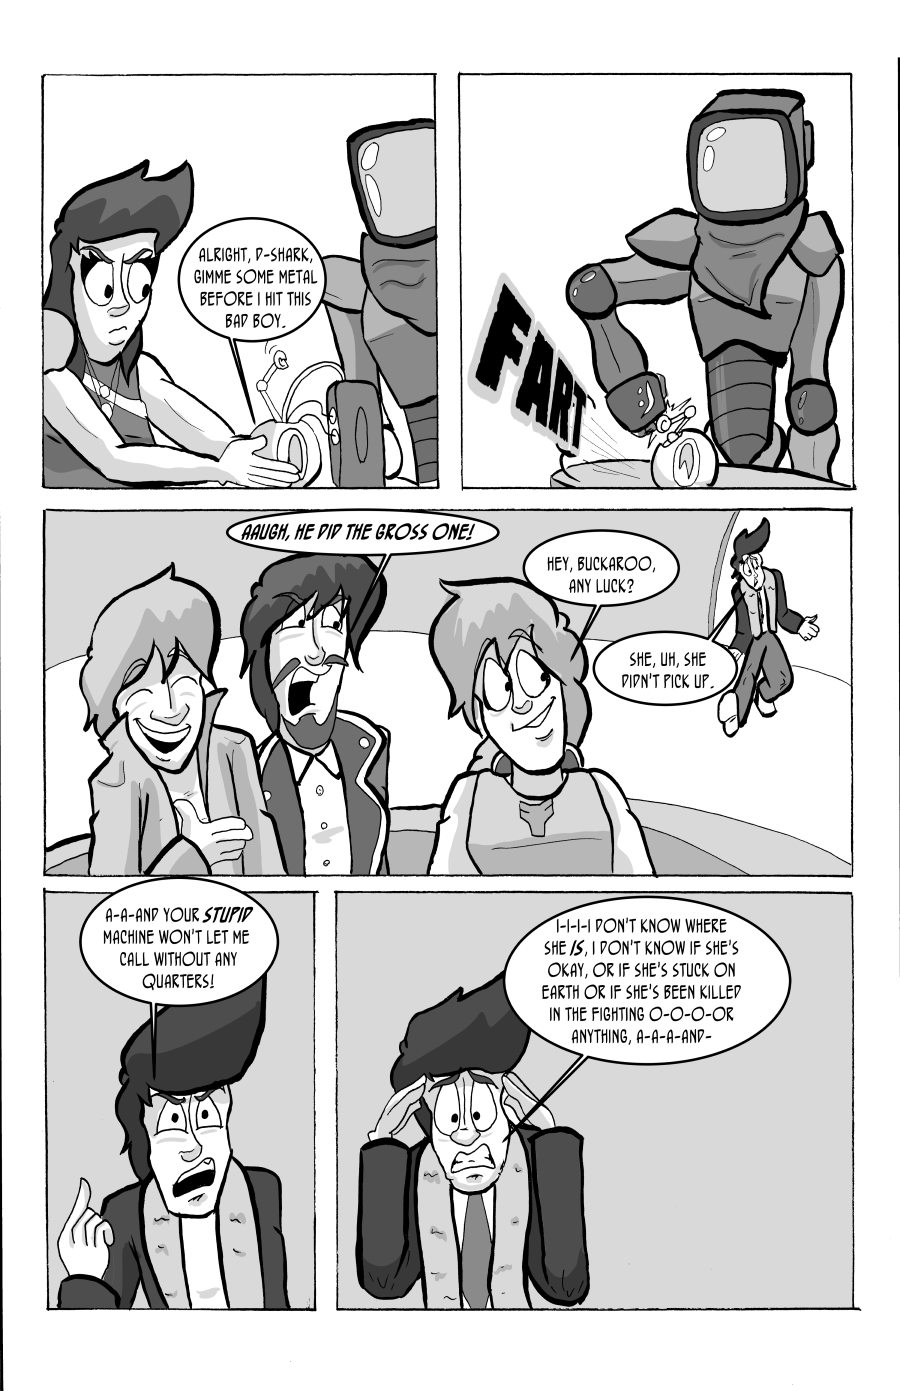 ALRIGHT, D-SHARK,
GIMME SOME METAL
BEFORE I HIT THIS
BAD BOY.
FART
AAUGH, HE DID THE GROSS ONE!
HEY, BUCKAROO,
ANY LUCK?
SHE, UH, SHE
DIDN'T PICK UP.
A-A-AND YOUR STUPID
MACHINE WON'T LET ME
CALL WITHOUT ANY
QUARTERS!
I-I-I-I DON'T KNOW WHERE
SHE IS, I DON'T KNOW IF SHE'S
OKAY, OR IF SHE'S STUCK ON
EARTH OR IF SHE'S BEEN KILLED
IN THE FIGHTING O-O-O-OR
ANYTHING, A-A-A-AND-